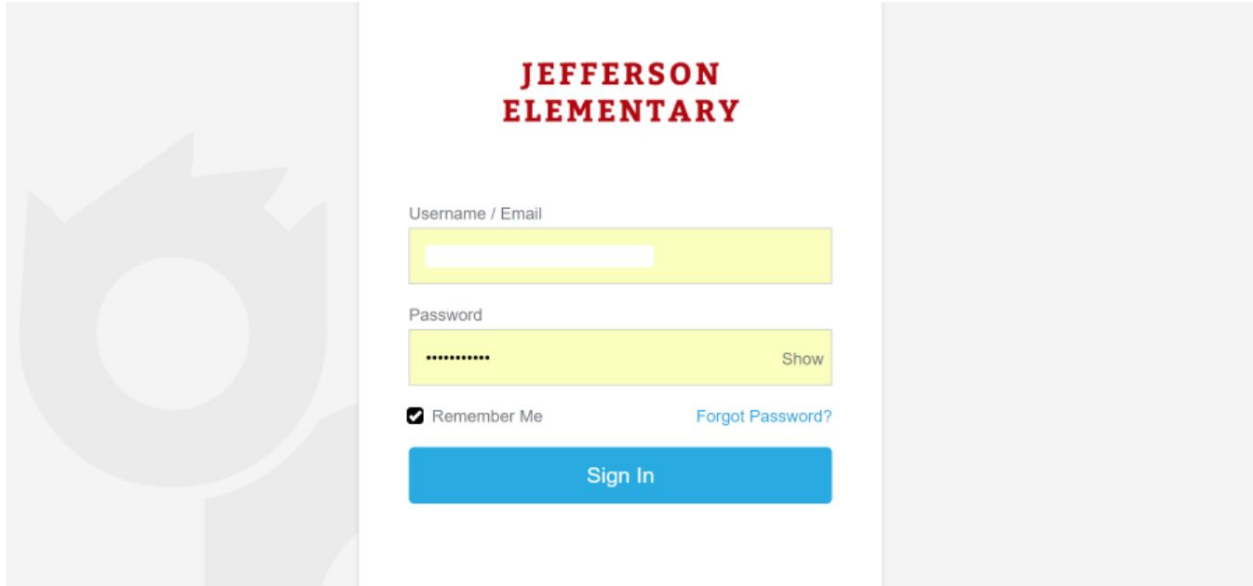 JEFFERSON
ELEMENTARY
Username / Email
Password
••••••••••• Show
Remember Me Forgot Password?
Sign In